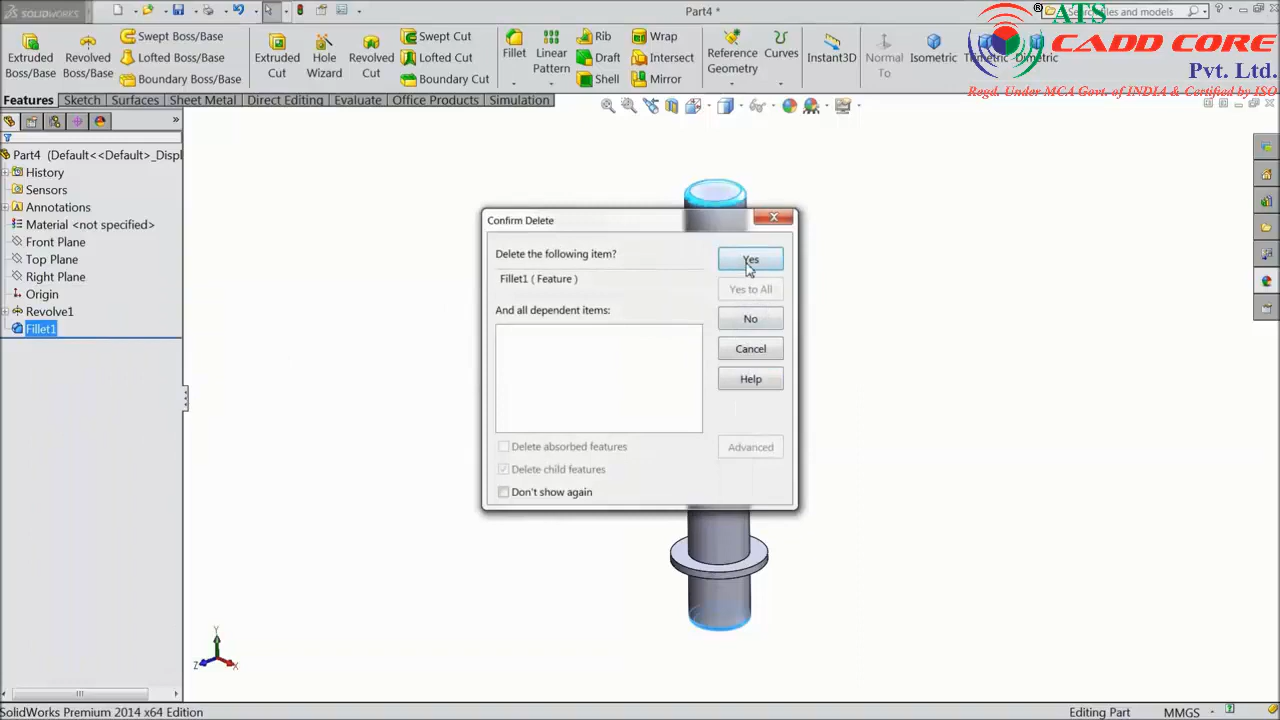 SOLIDWORKS
Part4 *
Search files and models
ATS
CADD CORE
Pvt. Ltd.
Regd. Under MCA Govt. of INDIA & Certified by ISO
Extruded Boss/Base
Revolved Boss/Base
Swept Boss/Base
Lofted Boss/Base
Boundary Boss/Base
Extruded Cut
Hole Wizard
Revolved Cut
Swept Cut
Lofted Cut
Boundary Cut
Fillet
Linear Pattern
Rib
Draft
Shell
Wrap
Intersect
Mirror
Reference Geometry
Curves
Instant3D
Normal To
Isometric
Trimetric
Dimetric
Features
Sketch
Surfaces
Sheet Metal
Direct Editing
Evaluate
Office Products
Simulation
Part4 (Default<<Default>_Displ
History
Sensors
Annotations
Material <not specified>
Front Plane
Top Plane
Right Plane
Origin
Revolve1
Fillet1
Confirm Delete
Delete the following item?
Fillet1 ( Feature )
And all dependent items:
Yes
Yes to All
No
Cancel
Help
Advanced
Delete absorbed features
Delete child features
Don't show again
Y
Z
X
SolidWorks Premium 2014 x64 Edition
Editing Part
MMGS